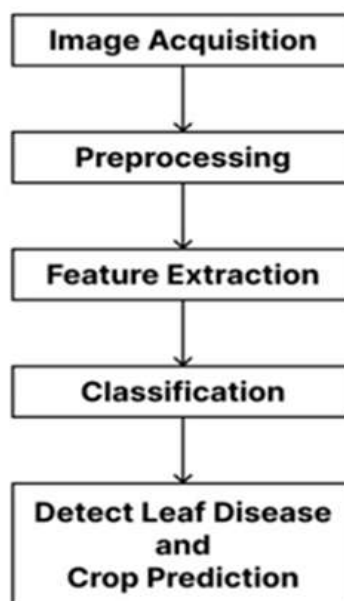 Image Acquisition
Preprocessing
Feature Extraction
Classification
Detect Leaf Disease
and
Crop Prediction